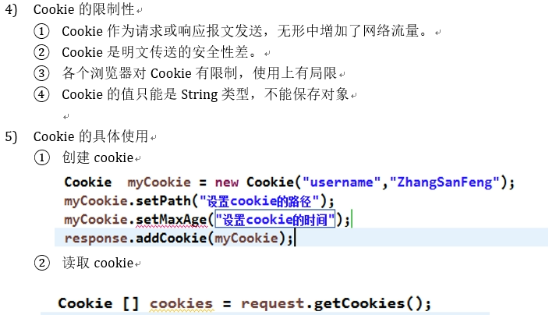 4) Cookie 的限制性
① Cookie 作为请求或响应报文发送，无形中增加了网络流量。
② Cookie 是明文传送的安全性差。
③ 各个浏览器对 Cookie 有限制，使用上有局限
④ Cookie 的值只能是 String 类型，不能保存对象
5) Cookie 的具体使用
① 创建 cookie
Cookie myCookie = new Cookie("username","ZhangSanFeng");
myCookie.setPath("设置cookie的路径");
myCookie.setMaxAge("设置cookie的时间");
response.addCookie(myCookie);
② 读取 cookie
Cookie [] cookies = request.getCookies();